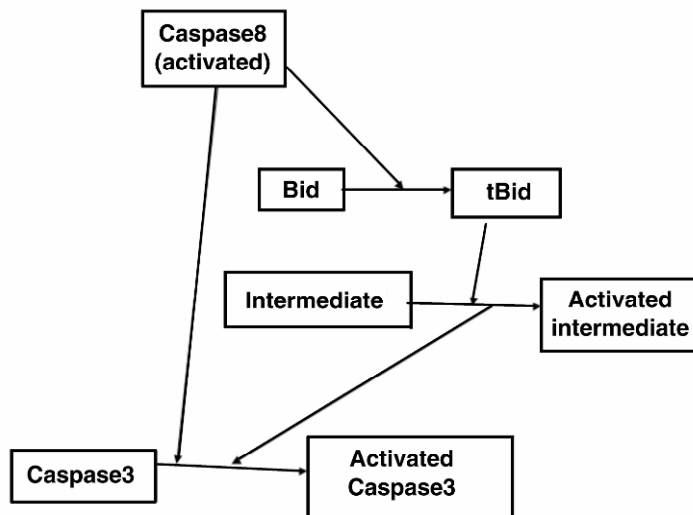 Caspase8
(activated)
Bid
tBid
Intermediate
Activated
intermediate
Caspase3
Activated
Caspase3